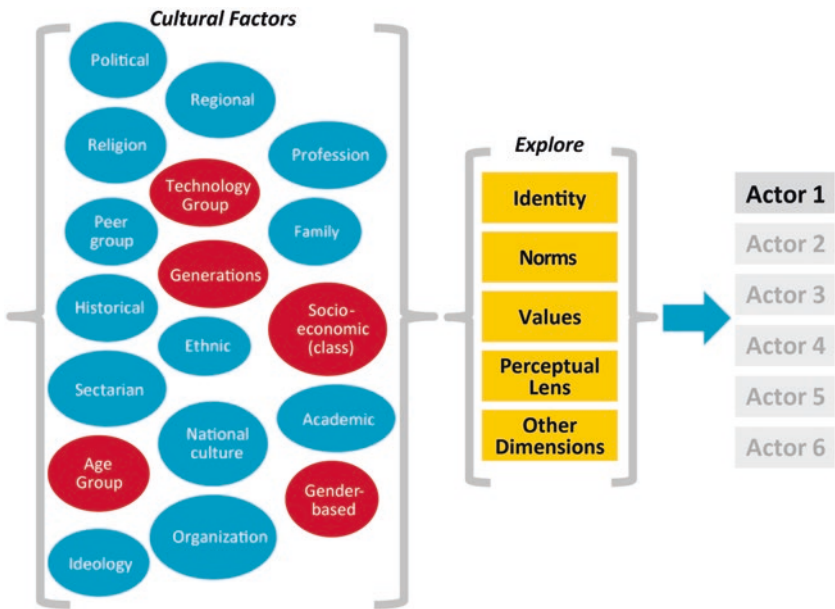 Cultural Factors
Political
Regional
Religion
Profession
Technology
Group
Peer
group
Family
Generations
Historical
Socio-
economic
(class)
Ethnic
Sectarian
Academic
National
culture
Age
Group
Gender-
based
Organization
Ideology
Explore
Identity
Norms
Values
Perceptual
Lens
Other
Dimensions
Actor 1
Actor 2
Actor 3
Actor 4
Actor 5
Actor 6